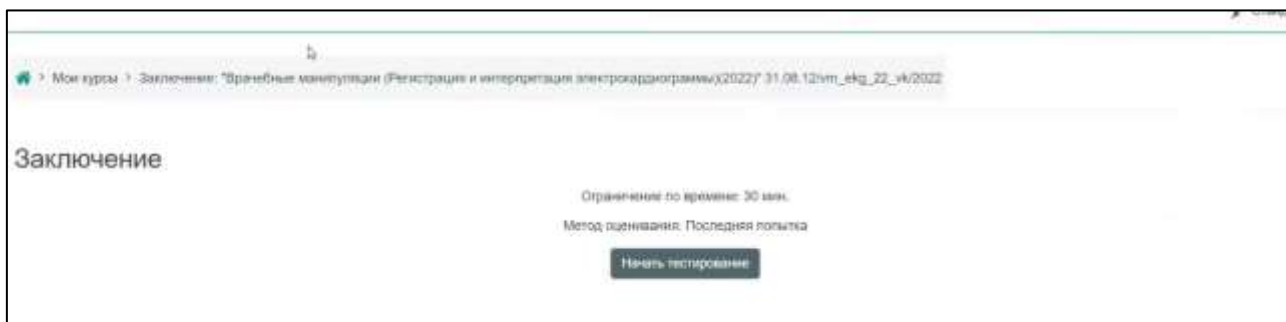 Мои курсы > Заключение: "Врачебные манипуляции (Регистрация и интерпретация электрокардиограммы)(2022)" 31.08.12/vm_ekg_22_vk/2022
Заключение
Ограничение по времени: 30 мин.
Метод оценивания: Последняя попытка
Начать тестирование